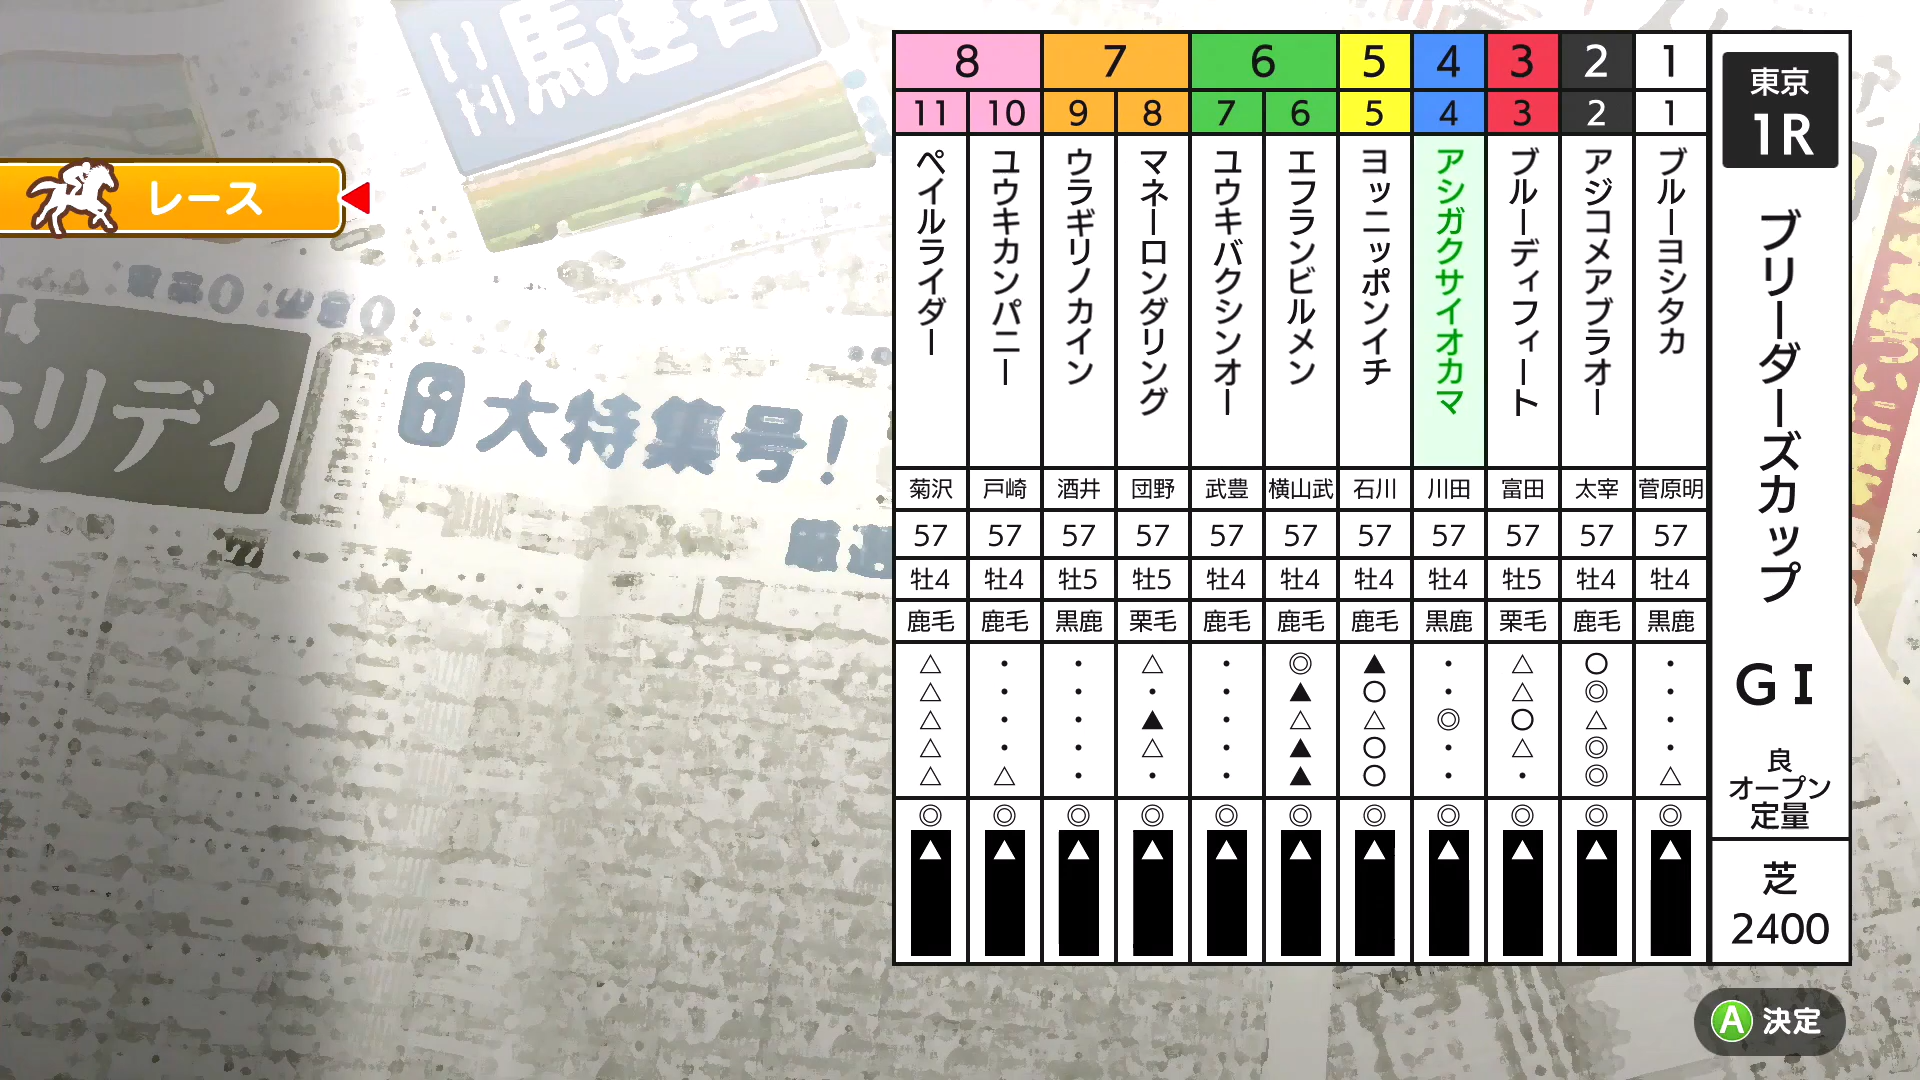 日刊馬運者
レース
ホリディ
大特集号!
東京
1R
ブリーダーズカップ
GⅠ
良
オープン
定量
芝
2400
8 7 6 5 4 3 2 1
11 10 9 8 7 6 5 4 3 2 1
ペイルライダー
ユウキカンパニー
ウラギリノカイン
マネーロンダリング
ユウキバクシンオー
エフランビルメン
ヨッニッポンイチ
アシガクサイオカマ
ブルーディフィート
アジコメアブラオー
ブルーヨシタカ
菊沢 戸崎 酒井 団野 武豊 横山武 石川 川田 富田 太宰 菅原明
57 57 57 57 57 57 57 57 57 57 57
牡4 牡4 牡5 牡5 牡4 牡4 牡4 牡4 牡5 牡4 牡4
鹿毛 鹿毛 黒鹿 栗毛 鹿毛 鹿毛 鹿毛 黒鹿 栗毛 鹿毛 黒鹿
△ ・ ・ △ ・ ◎ ▲ ・ △ ○ ・
△ ・ ・ ・ ・ ▲ ○ ・ △ ◎ ・
△ ・ ・ ▲ ・ △ △ ◎ ○ △ ・
△ ・ ・ △ ・ ▲ ○ ・ △ ◎ ・
△ △ ・ ・ ・ ▲ ○ ・ ・ ◎ △
◎ ◎ ◎ ◎ ◎ ◎ ◎ ◎ ◎ ◎ ◎
▲ ▲ ▲ ▲ ▲ ▲ ▲ ▲ ▲ ▲ ▲
A 決定